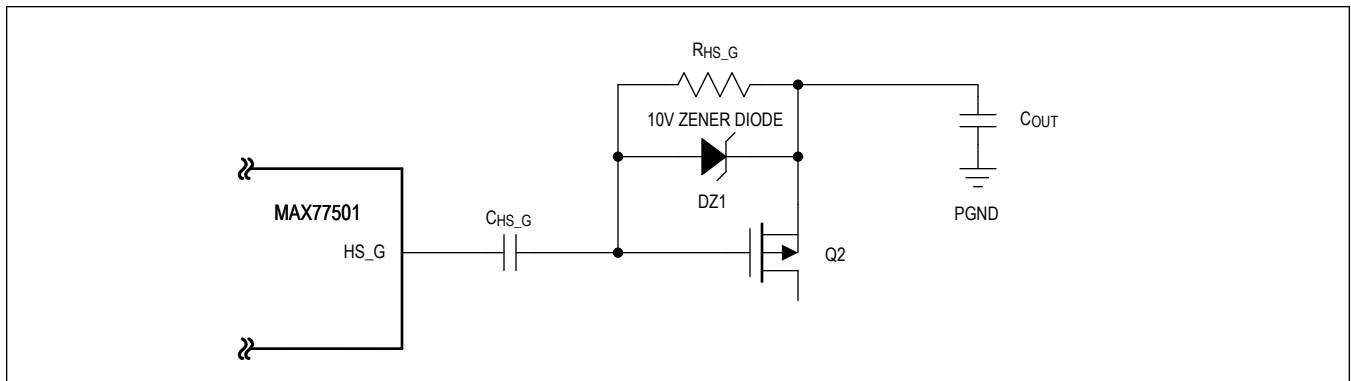 RHS_G
10V ZENER DIODE
COUT
DZ1
MAX77501
CHS_G
PGND
HS_G
Q2